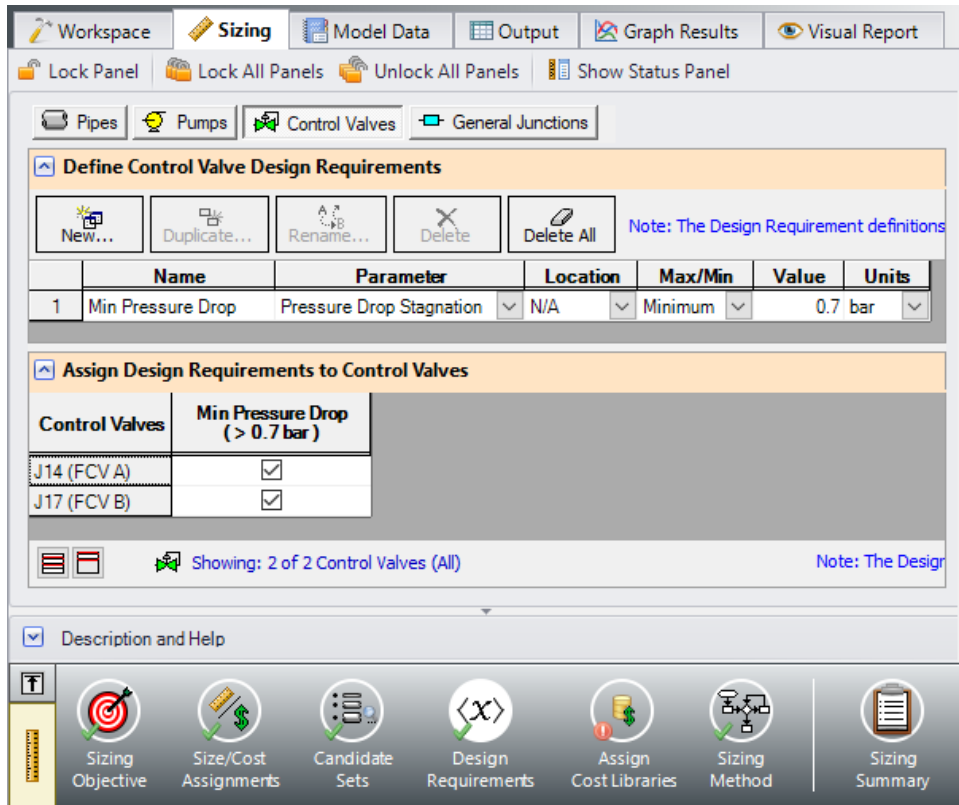 Workspace Sizing Model Data Output Graph Results Visual Report
Lock Panel Lock All Panels Unlock All Panels Show Status Panel
Pipes Pumps Control Valves General Junctions
Define Control Valve Design Requirements
New... Duplicate... Rename... Delete Delete All Note: The Design Requirement definitions
Name Parameter Location Max/Min Value Units
1 Min Pressure Drop Pressure Drop Stagnation N/A Minimum 0.7 bar
Assign Design Requirements to Control Valves
Control Valves Min Pressure Drop
( > 0.7 bar )
J14 (FCV A)
J17 (FCV B)
Showing: 2 of 2 Control Valves (All) Note: The Design
Description and Help
Sizing Size/Cost Candidate Design Assign Sizing Sizing
Objective Assignments Sets Requirements Cost Libraries Method Summary